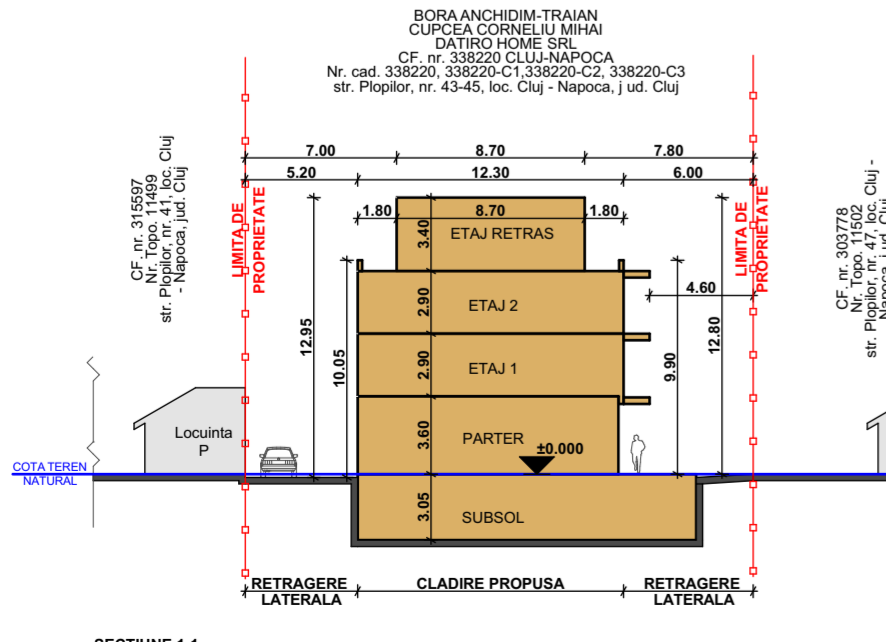 BORA ANCHIDIM-TRAIAN
CUPCEA CORNELIU MIHAI
DATIRO HOME SRL
CF. nr. 338220 CLUJ-NAPOCA
Nr. cad. 338220, 338220-C1,338220-C2, 338220-C3
str. Plopilor, nr. 43-45, loc. Cluj - Napoca, j ud. Cluj
CF. nr. 315597
Nr. Topo. 11499
str. Plopilor, nr. 41, loc. Cluj
- Napoca, jud. Cluj
LIMITA DE
PROPRIETATE
7.00 8.70 7.80
5.20 12.30 6.00
1.80 8.70 1.80
3.40
ETAJ RETRAS
LIMITA DE
PROPRIETATE
CF. nr. 303778
Nr. Topo. 11502
str. Plopilor, nr. 47, loc. Cluj -
Napoca, jud. Cluj
4.60
12.95
10.05
2.90
ETAJ 2
2.90
ETAJ 1
9.90
12.80
Locuinta
P
3.60
PARTER
±0.000
COTA TEREN
NATURAL
3.05
SUBSOL
RETRAGERE
LATERALA
CLADIRE PROPUSA
RETRAGERE
LATERALA
SECTIUNE 1-1